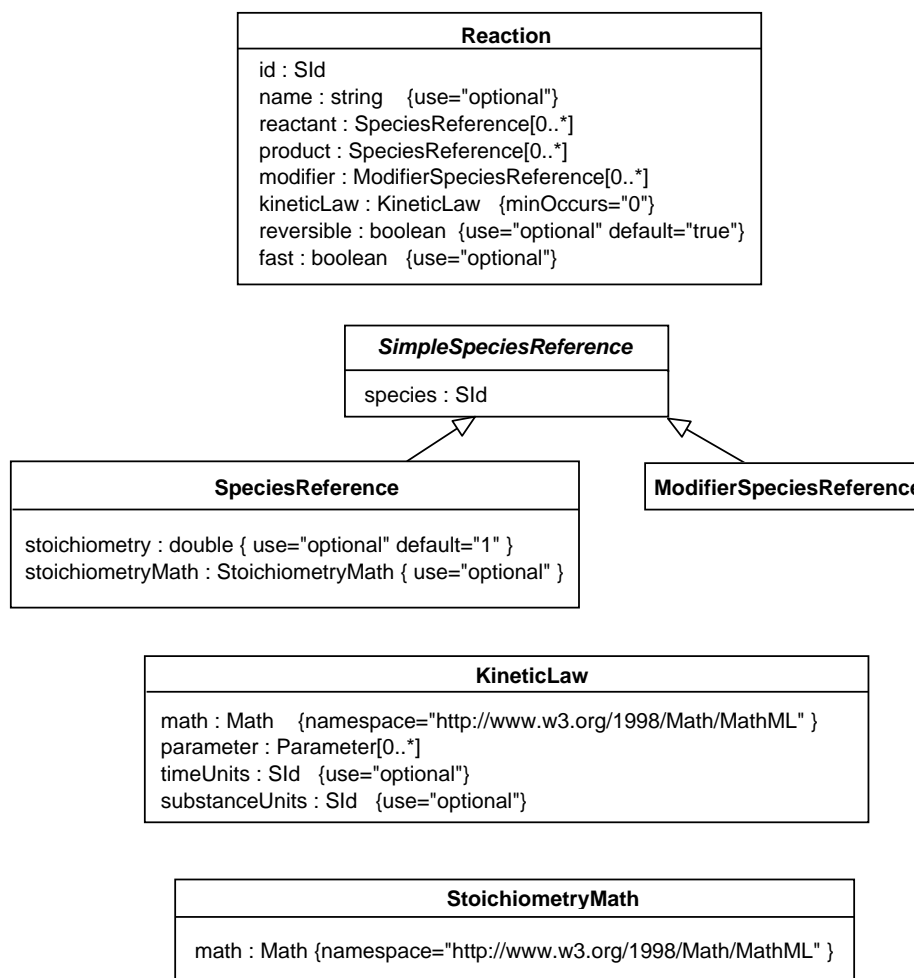 Reaction
id : SId
name : string {use="optional"}
reactant : SpeciesReference[0..*]
product : SpeciesReference[0..*]
modifier : ModifierSpeciesReference[0..*]
kineticLaw : KineticLaw {minOccurs="0"}
reversible : boolean {use="optional" default="true"}
fast : boolean {use="optional"}
SimpleSpeciesReference
species : SId
SpeciesReference
stoichiometry : double { use="optional" default="1" }
stoichiometryMath : StoichiometryMath { use="optional" }
ModifierSpeciesReference
KineticLaw
math : Math {namespace="http://www.w3.org/1998/Math/MathML" }
parameter : Parameter[0..*]
timeUnits : SId {use="optional"}
substanceUnits : SId {use="optional"}
StoichiometryMath
math : Math {namespace="http://www.w3.org/1998/Math/MathML" }